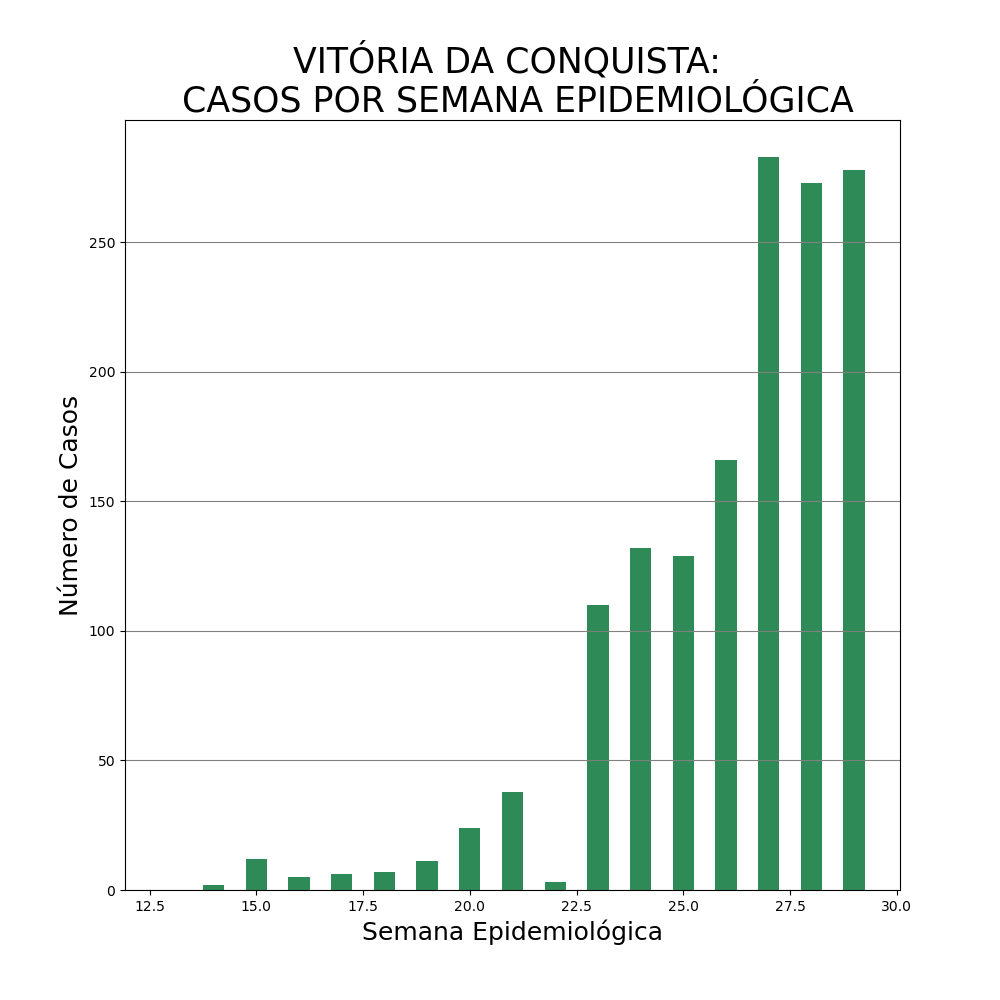 VITÓRIA DA CONQUISTA:
CASOS POR SEMANA EPIDEMIOLÓGICA
Número de Casos
250
200
150
100
50
0
12.5 15.0 17.5 20.0 22.5 25.0 27.5 30.0
Semana Epidemiológica